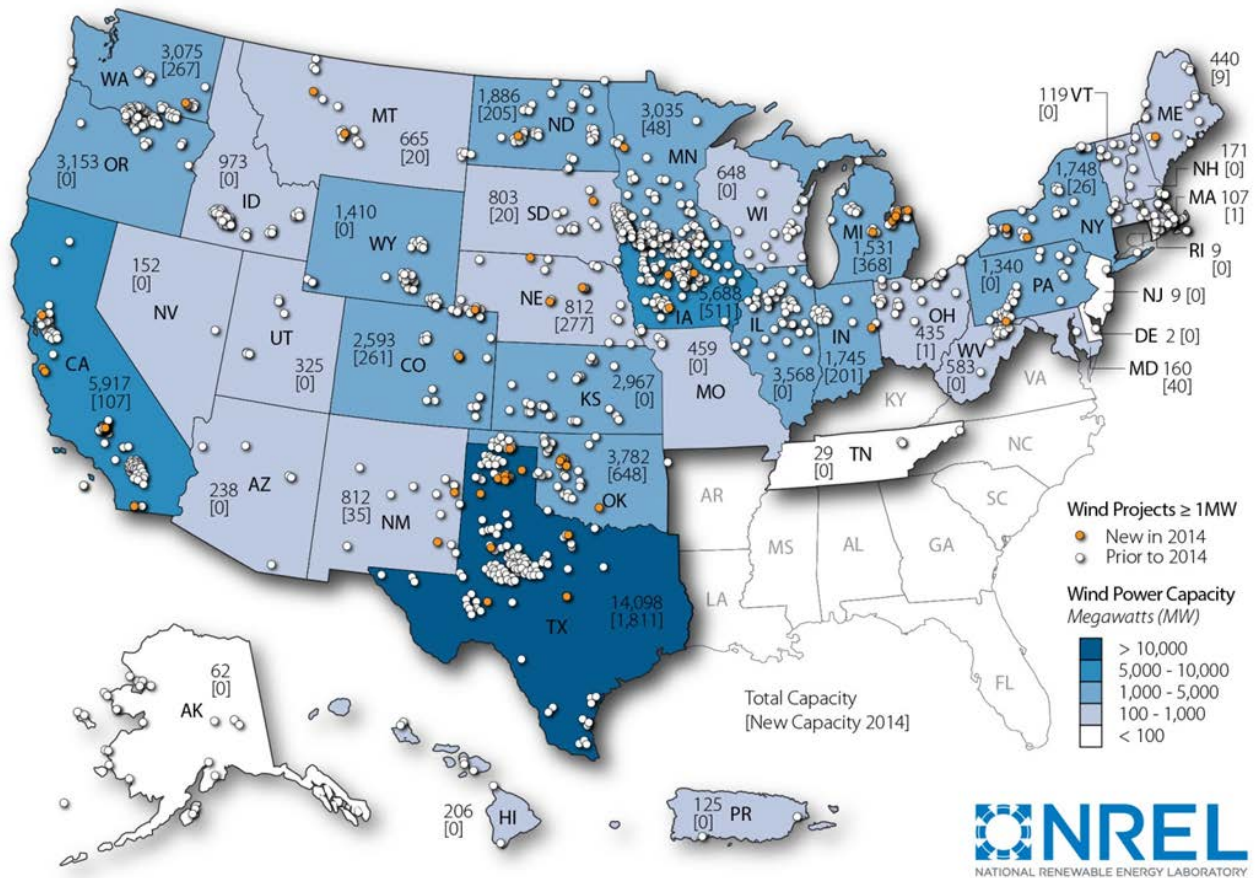 3,075
[267]
WA
3,153 OR
[0]
973
[0]
ID
MT
665
[20]
1,886
[205]
ND
3,035
[48]
MN
803
[20]
SD
1,410
[0]
WY
648
[0]
WI
MI
1,531
[368]
152
[0]
NV
UT
325
[0]
CA
5,917
[107]
2,593
[261]
CO
NE
812
[277]
IA
5,688
[511]
IL
3,568
[0]
IN
1,745
[201]
OH
435
[1]
WV
583
[0]
1,340
[0]
PA
1,748
[26]
NY
119 VT
[0]
440
[9]
ME
171
[0]
NH
MA 107
[1]
RI 9
[0]
NJ 9 [0]
DE 2 [0]
MD 160
[40]
2,967
[0]
KS
459
[0]
MO
KY
VA
NC
SC
29
[0]
TN
238
[0]
AZ
812
[35]
NM
3,782
[648]
OK
AR
LA
MS
AL
GA
FL
14,098
[1,811]
TX
62
[0]
AK
206
[0]
HI
125
[0]
PR
Total Capacity
[New Capacity 2014]
Wind Projects ≥ 1MW
New in 2014
Prior to 2014
Wind Power Capacity
Megawatts (MW)
> 10,000
5,000 - 10,000
1,000 - 5,000
100 - 1,000
< 100
NREL
NATIONAL RENEWABLE ENERGY LABORATORY